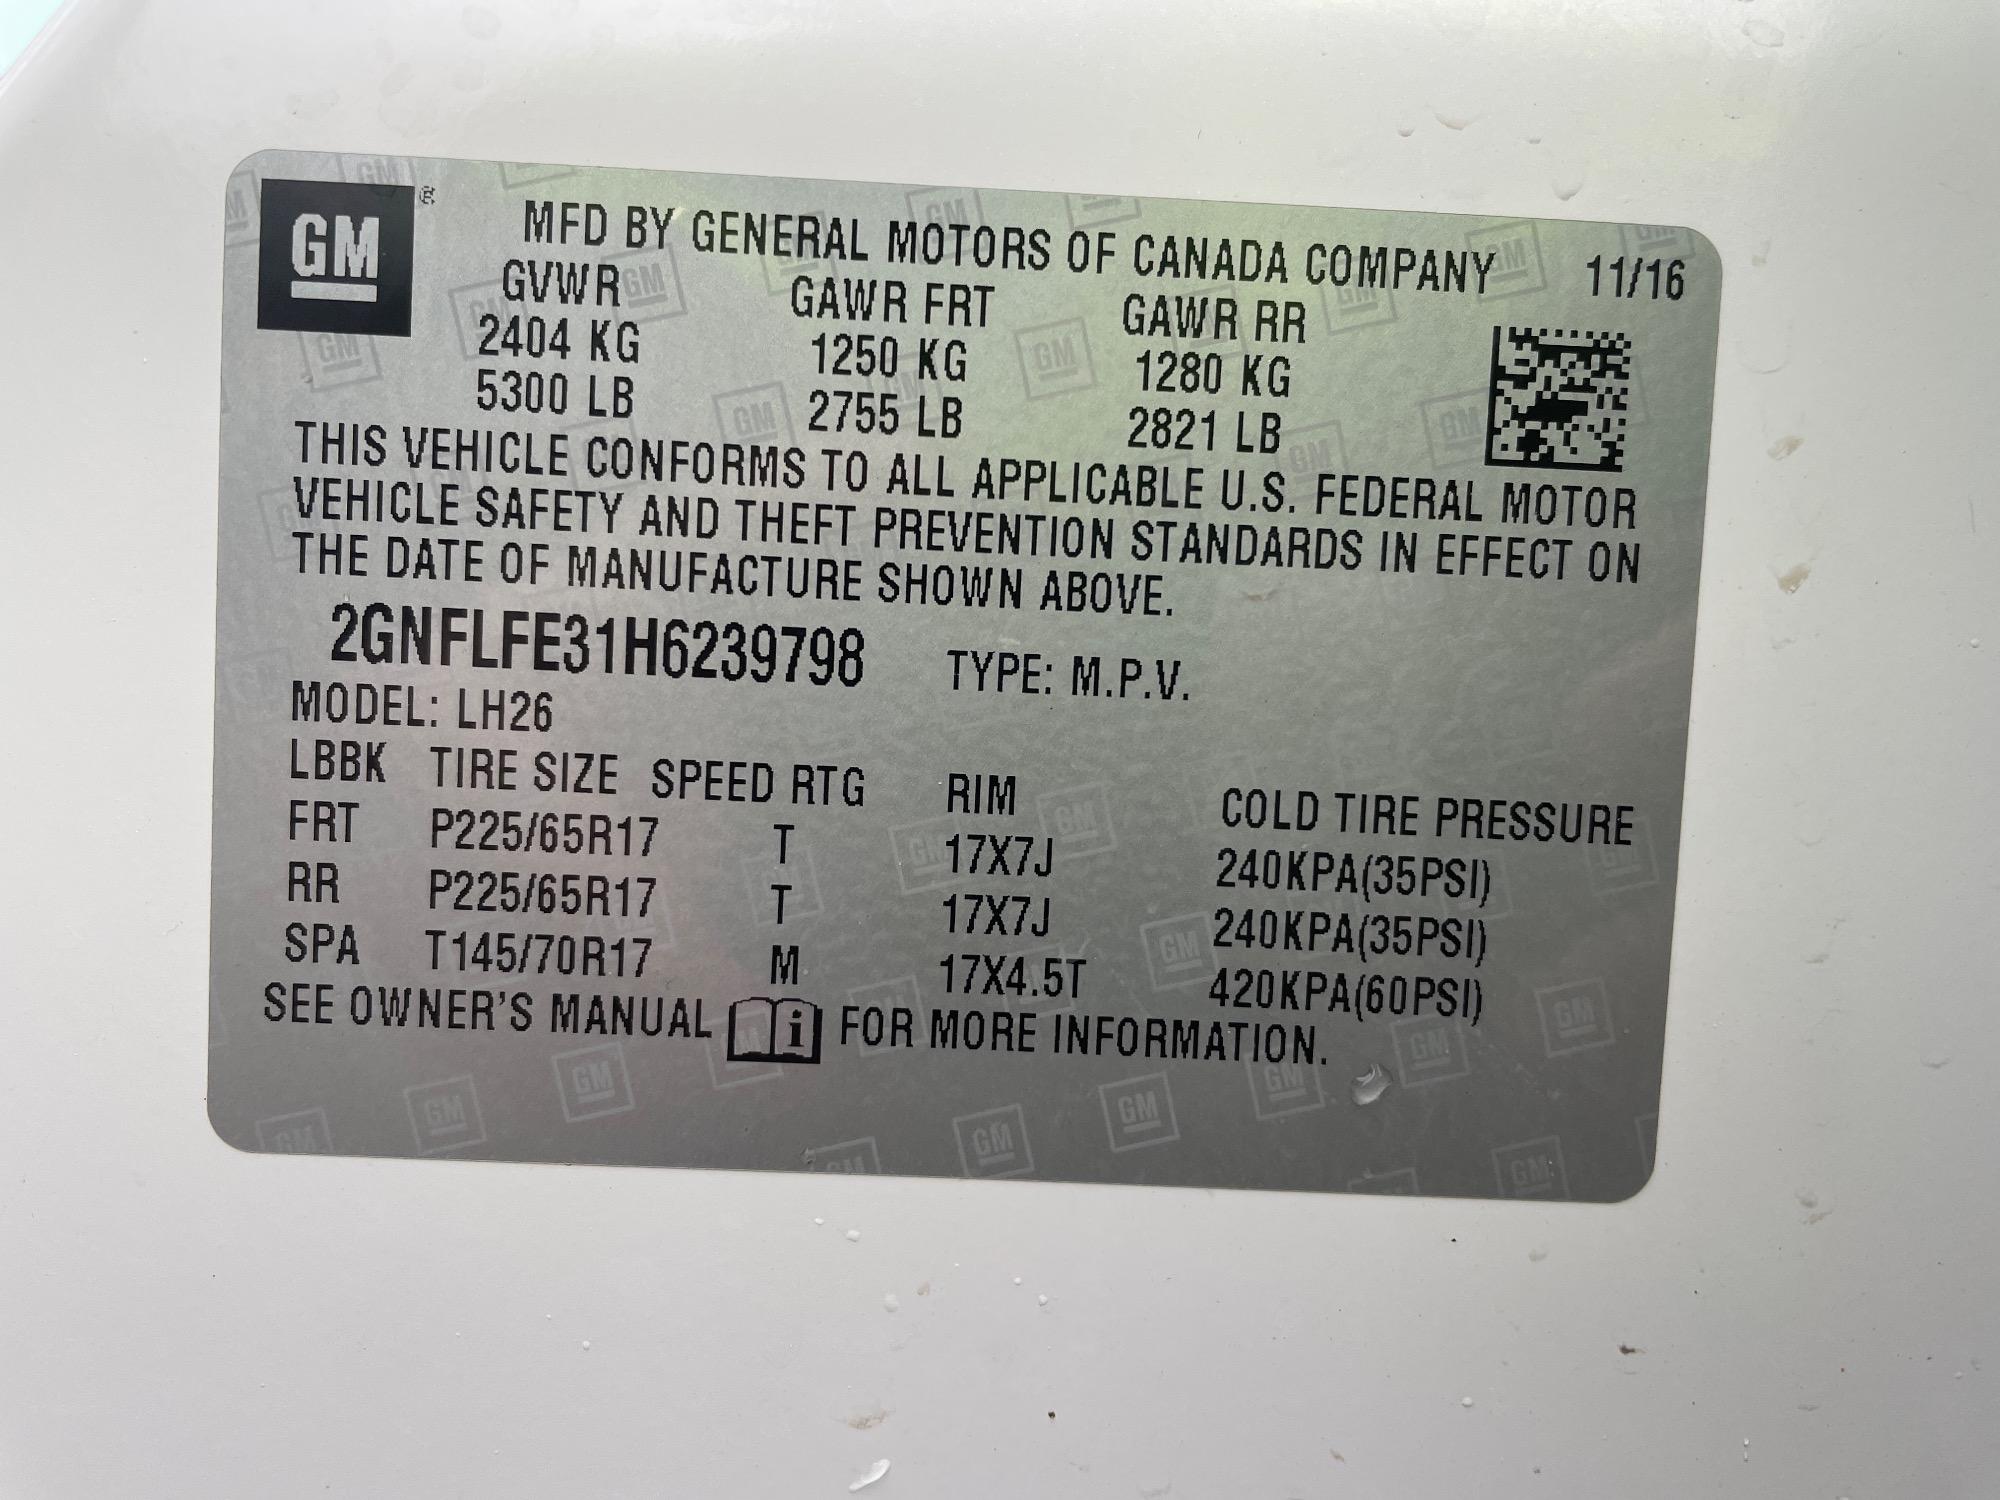 GM ®
MFD BY GENERAL MOTORS OF CANADA COMPANY 11/16
GVWR GAWR FRT GAWR RR
2404 KG 1250 KG 1280 KG
5300 LB 2755 LB 2821 LB
THIS VEHICLE CONFORMS TO ALL APPLICABLE U.S. FEDERAL MOTOR
VEHICLE SAFETY AND THEFT PREVENTION STANDARDS IN EFFECT ON
THE DATE OF MANUFACTURE SHOWN ABOVE.
2GNFLFE31H6239798 TYPE: M.P.V.
MODEL: LH26
LBBK TIRE SIZE SPEED RTG RIM COLD TIRE PRESSURE
FRT P225/65R17 T 17X7J 240KPA(35PSI)
RR P225/65R17 T 17X7J 240KPA(35PSI)
SPA T145/70R17 M 17X4.5T 420KPA(60PSI)
SEE OWNER'S MANUAL i FOR MORE INFORMATION.